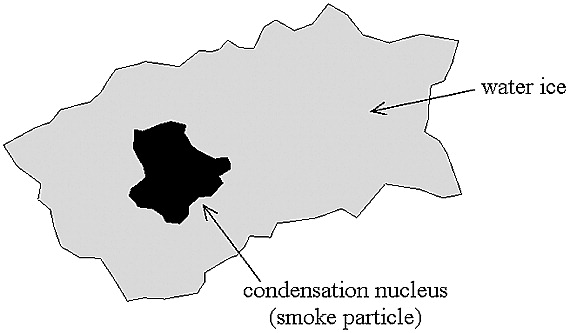 water ice
condensation nucleus
(smoke particle)